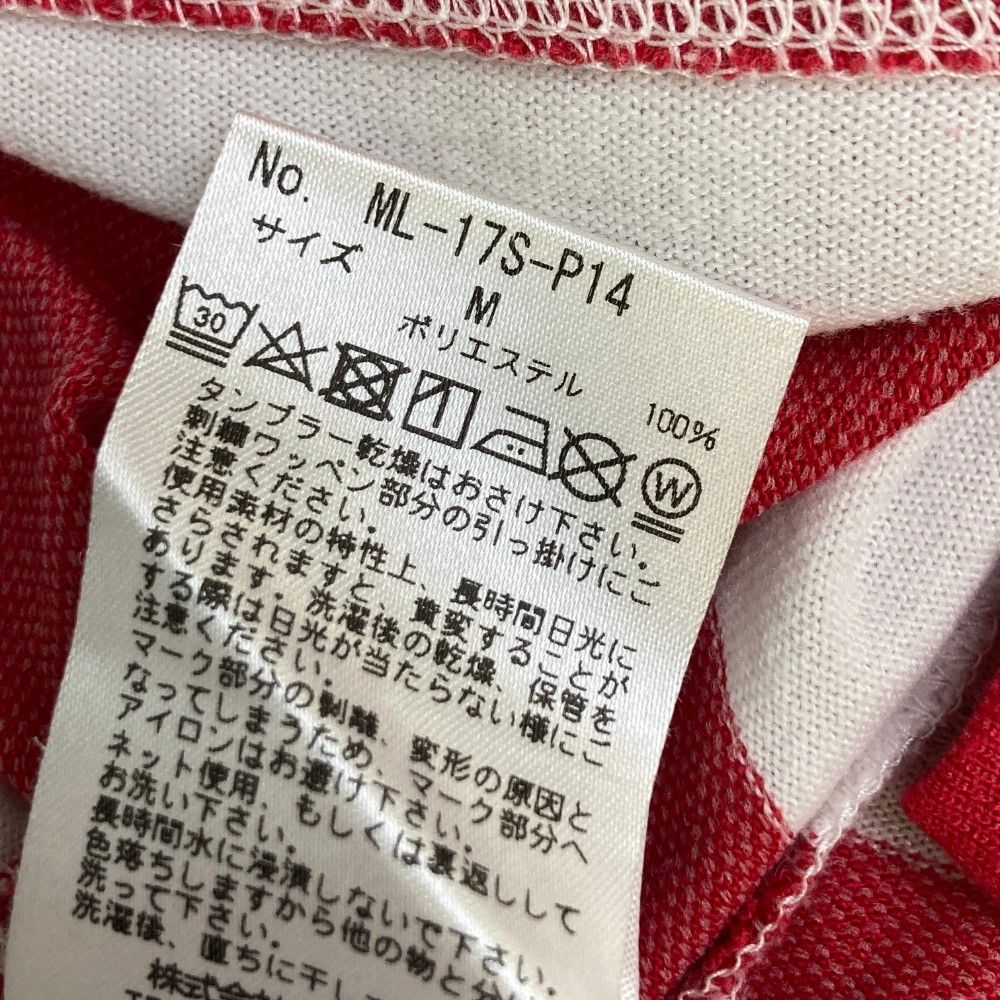 No. ML-17S-P14
サイズ M
ポリエステル 100%
30
W
タンブラー乾燥はおさけ下さい.
刺繍ワッペン部分の引っ掛けにご
注意ください.
使用素材の特性上、長時間日光に
さらされますと、黄変することが
あります.洗濯後の乾燥、保管を
する際は日光が当たらない様にご
注意ください.
マーク部分の剥離、変形の原因と
なってしまうため、マーク部分へ
アイロンはお避け下さい.
ネット使用、もしくは裏返しして
お洗い下さい.
長時間水に浸漬しないで下さい.
色落ちしますから他の物と分
洗って下さい.
洗濯後、直ちに干し
株式会社